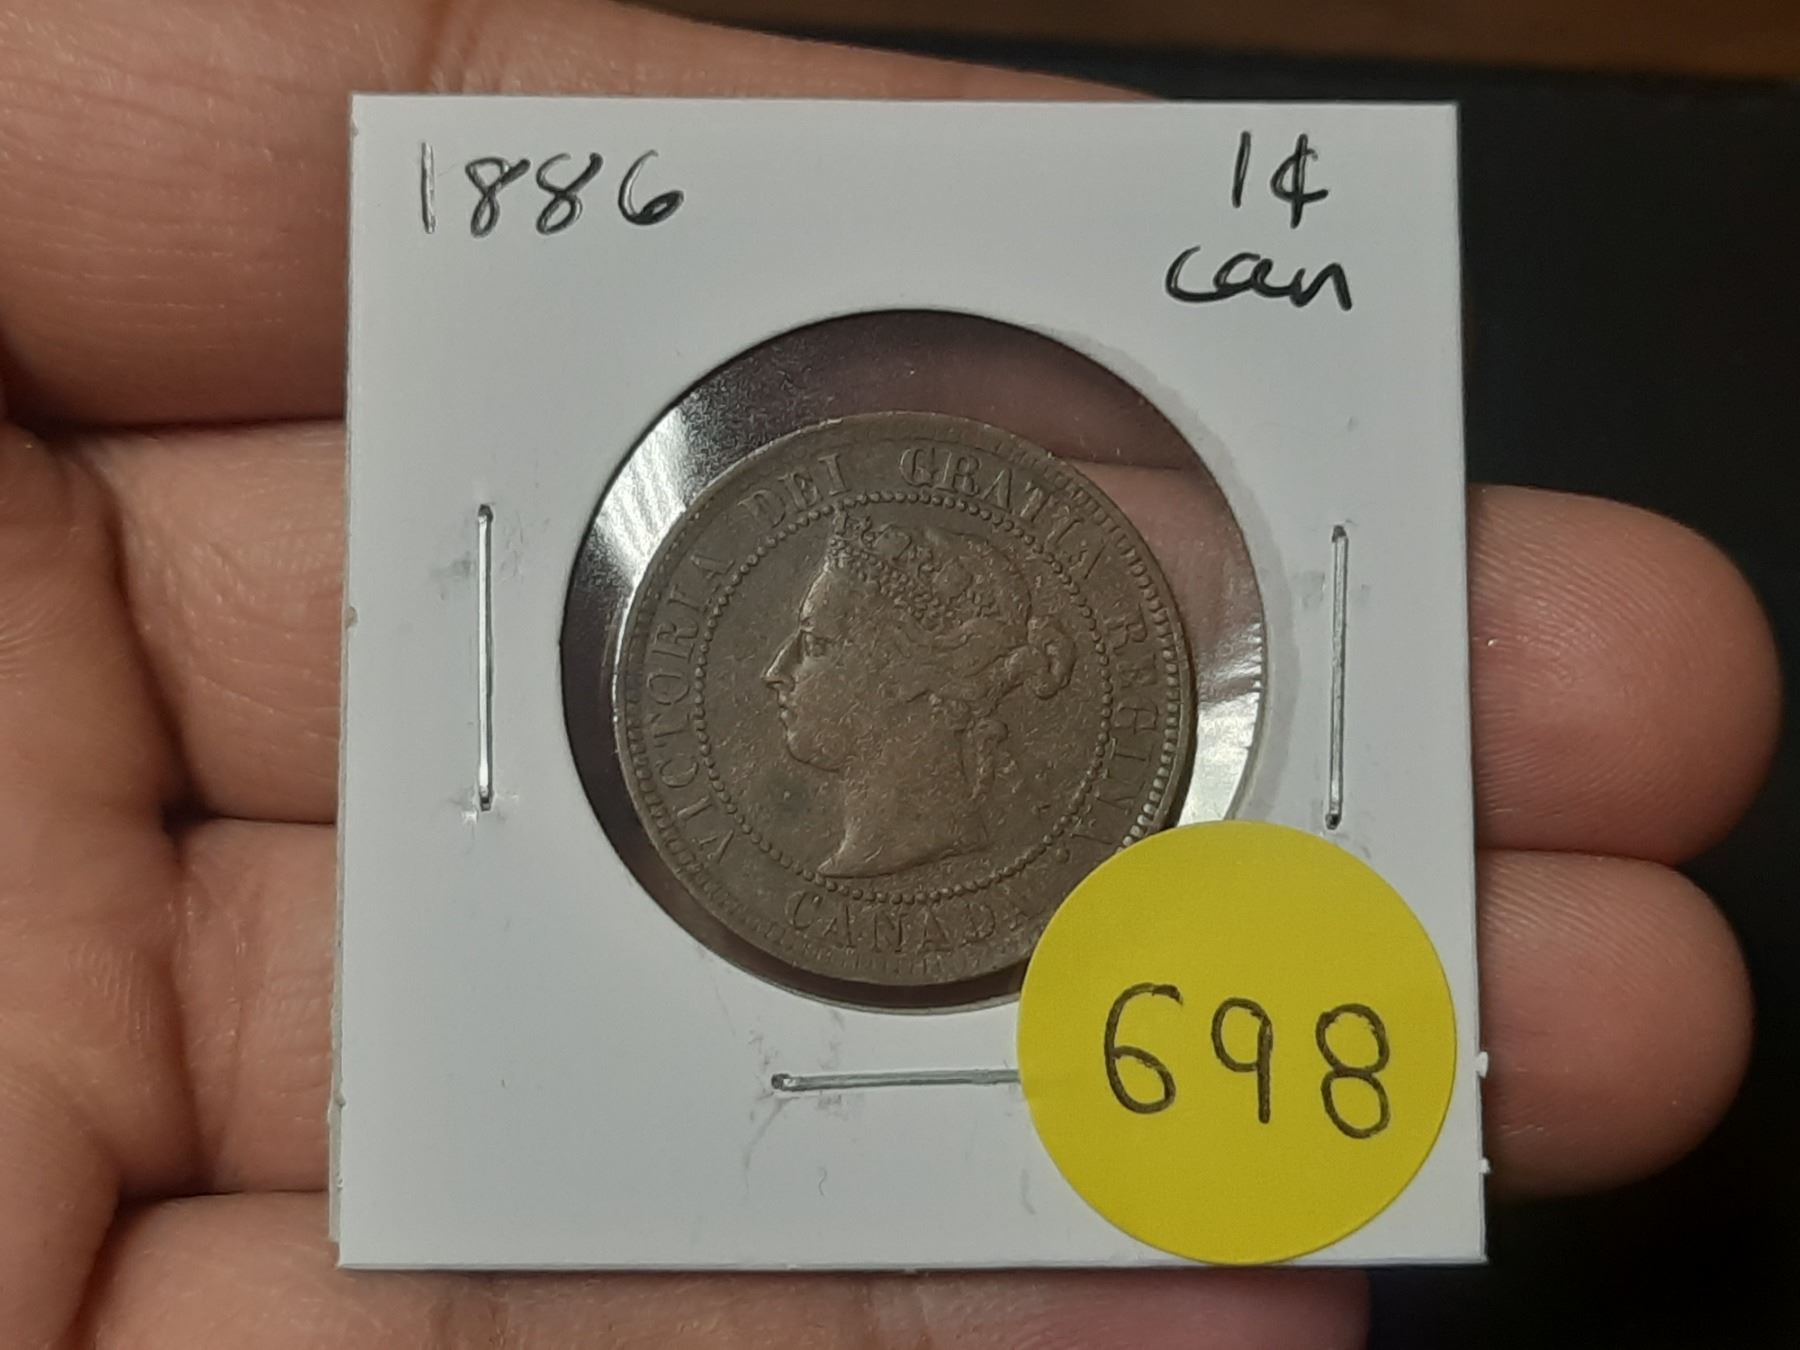 1886
1¢
can
VICTORIA DEI GRATIA REGINA.
CANADA
698